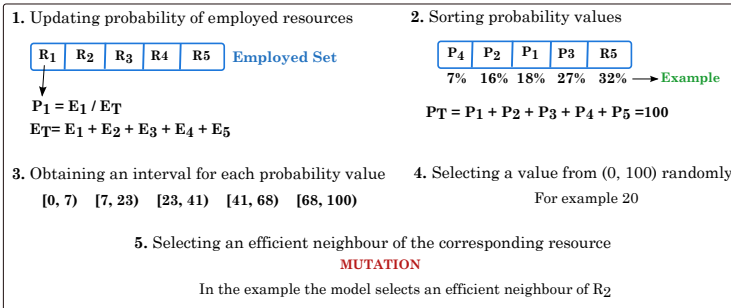 1. Updating probability of employed resources
R1 R2 R3 R4 R5 Employed Set
P1 = E1 / ET
ET= E1 + E2 + E3 + E4 + E5
2. Sorting probability values
P4 P2 P1 P3 R5
7% 16% 18% 27% 32% Example
PT = P1 + P2 + P3 + P4 + P5 =100
3. Obtaining an interval for each probability value
[0, 7) [7, 23) [23, 41) [41, 68) [68, 100)
4. Selecting a value from (0, 100) randomly
For example 20
5. Selecting an efficient neighbour of the corresponding resource
MUTATION
In the example the model selects an efficient neighbour of R2